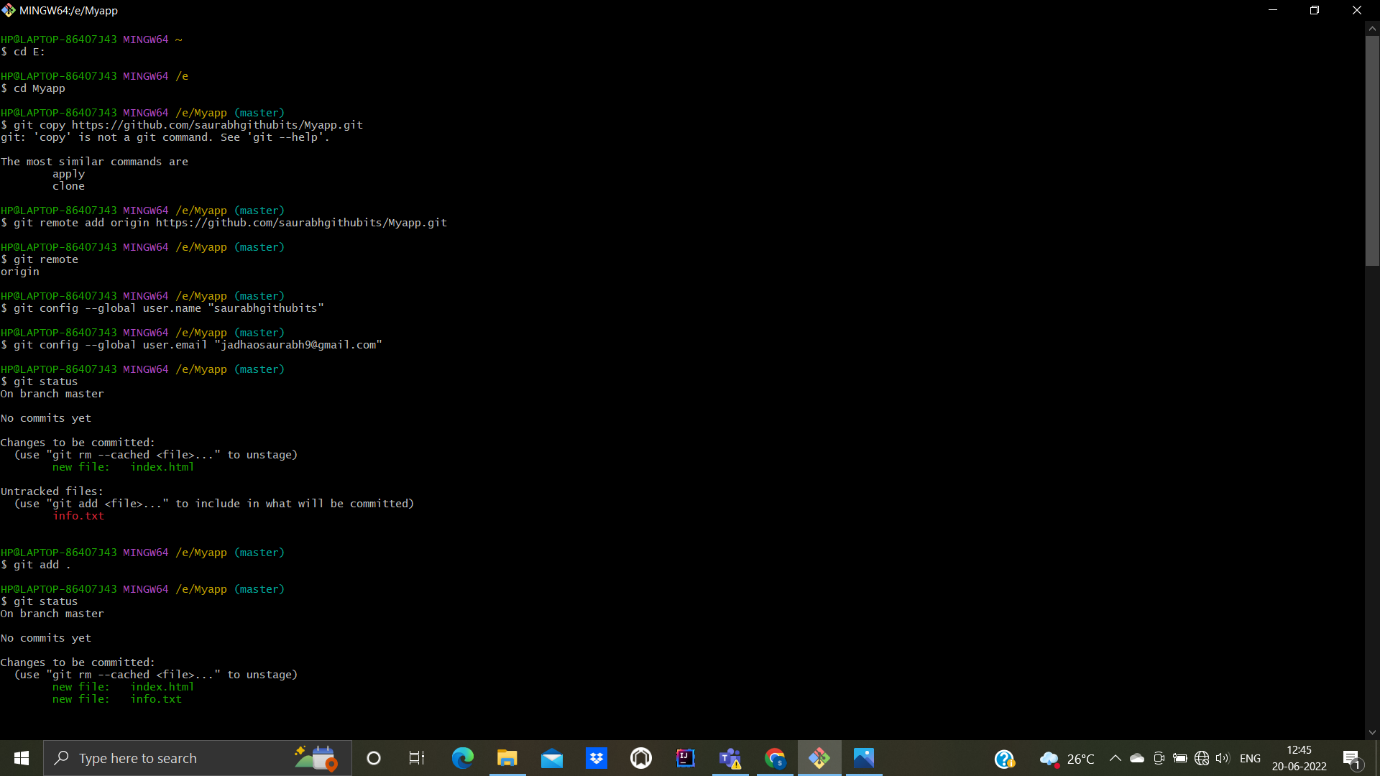 MINGW64:/e/Myapp
HP@LAPTOP-86407J43 MINGW64 ~
$ cd E:
HP@LAPTOP-86407J43 MINGW64 /e
$ cd Myapp
HP@LAPTOP-86407J43 MINGW64 /e/Myapp (master)
$ git copy https://github.com/saurabhgithubits/Myapp.git
git: 'copy' is not a git command. See 'git --help'.
The most similar commands are
apply
clone
HP@LAPTOP-86407J43 MINGW64 /e/Myapp (master)
$ git remote add origin https://github.com/saurabhgithubits/Myapp.git
HP@LAPTOP-86407J43 MINGW64 /e/Myapp (master)
$ git remote
origin
HP@LAPTOP-86407J43 MINGW64 /e/Myapp (master)
$ git config --global user.name "saurabhgithubits"
HP@LAPTOP-86407J43 MINGW64 /e/Myapp (master)
$ git config --global user.email "jadhaosaurabh9@gmail.com"
HP@LAPTOP-86407J43 MINGW64 /e/Myapp (master)
$ git status
On branch master
No commits yet
Changes to be committed:
(use "git rm --cached <file>..." to unstage)
new file:   index.html
Untracked files:
(use "git add <file>..." to include in what will be committed)
info.txt
HP@LAPTOP-86407J43 MINGW64 /e/Myapp (master)
$ git add .
HP@LAPTOP-86407J43 MINGW64 /e/Myapp (master)
$ git status
On branch master
No commits yet
Changes to be committed:
(use "git rm --cached <file>..." to unstage)
new file:   index.html
new file:   info.txt
Type here to search
26°C
ENG
12:45
20-06-2022
1